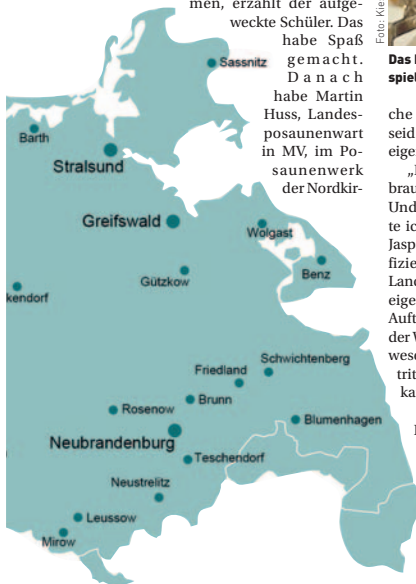 men, erzählt der aufge-
weckte Schüler. Das
habe Spaß
gemacht.
Danach
habe Martin
Huss, Landes-
posaunenwart
in MV, im Po-
saunenwerk
der Nordkir-
Foto: Kie
Das
spiel
che
seid
eiger
brau
Und
te ic
Jasp
fizie
Land
eige
Auft
der W
wese
trit
ka
Sassnitz
Barth
Stralsund
Greifswald
Wolgast
Benz
Gützkow
kendorf
Schwichtenberg
Friedland
Brunn
Rosenow
Blumenhagen
Neubrandenburg
Teschendorf
Neustrelitz
Leussow
Mirow